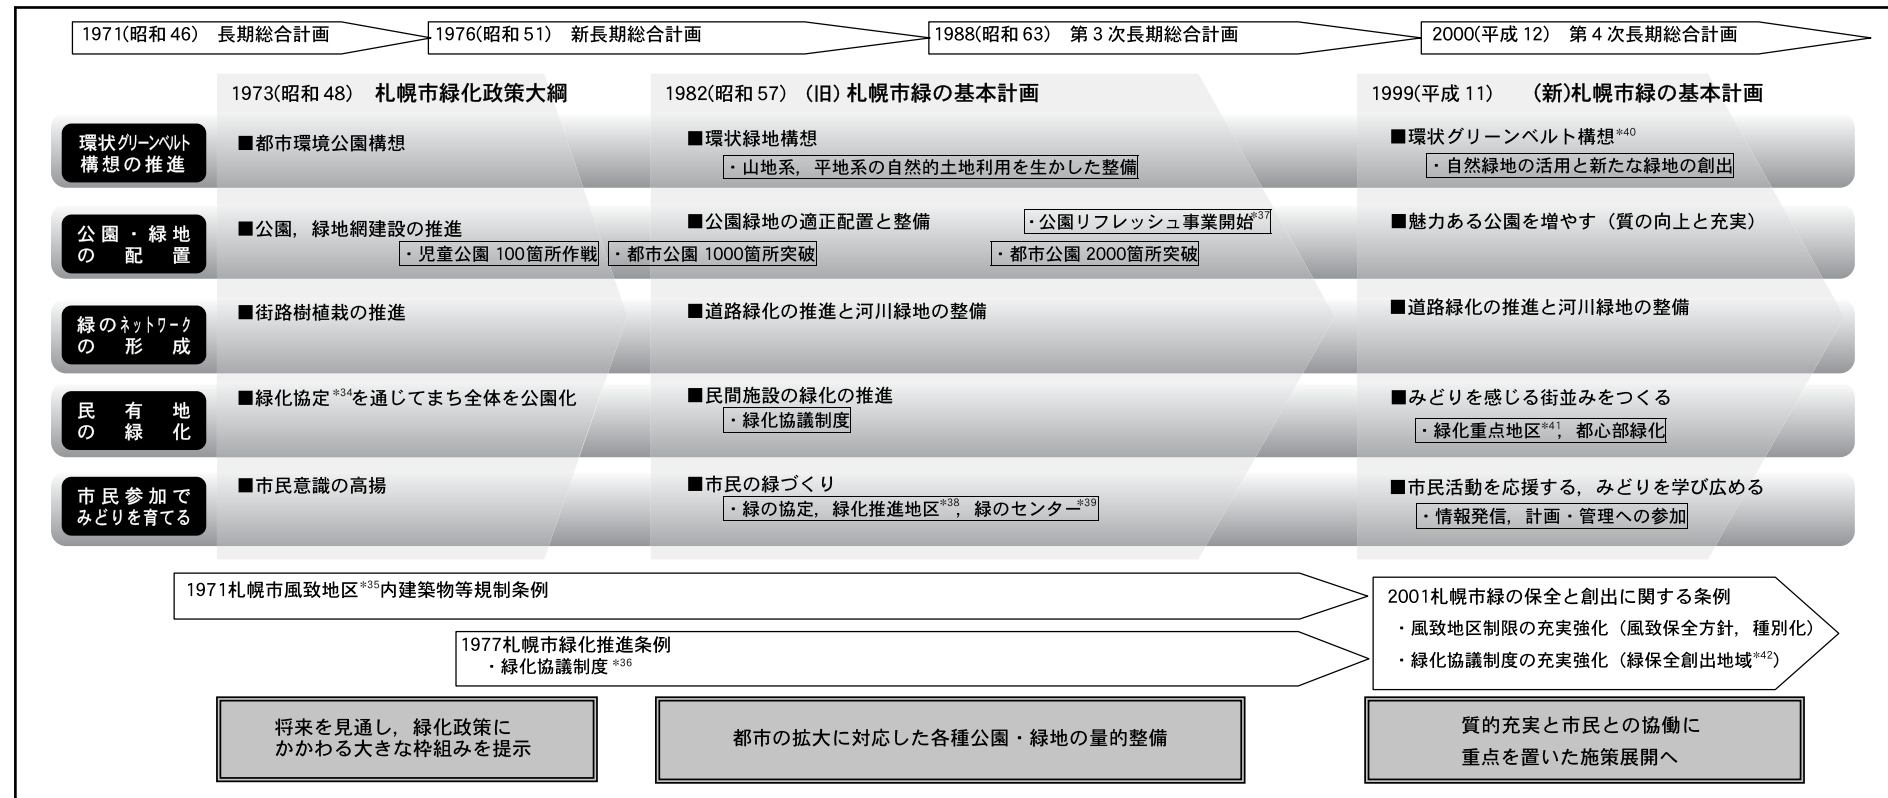 1971(昭和46) 長期総合計画
1976(昭和51) 新長期総合計画
1988(昭和63) 第3次長期総合計画
2000(平成12) 第4次長期総合計画
1973(昭和48) 札幌市緑化政策大綱
1982(昭和57) (旧)札幌市緑の基本計画
1999(平成11) (新)札幌市緑の基本計画
環状グリーンベルト
構想の推進
■都市環境公園構想
■環状緑地構想
・山地系，平地系の自然的土地利用を生かした整備
■環状グリーンベルト構想*40
・自然緑地の活用と新たな緑地の創出
公園・緑地
の配置
■公園，緑地網建設の推進
・児童公園100箇所作戦
・都市公園1000箇所突破
■公園緑地の適正配置と整備
・公園リフレッシュ事業開始*37
・都市公園2000箇所突破
■魅力ある公園を増やす（質の向上と充実）
緑のネットワーク
の形成
■街路樹植栽の推進
■道路緑化の推進と河川緑地の整備
■道路緑化の推進と河川緑地の整備
民有地
の緑化
■緑化協定*34を通じてまち全体を公園化
■民間施設の緑化の推進
・緑化協議制度
■みどりを感じる街並みをつくる
・緑化重点地区*41，都心部緑化
市民参加で
みどりを育てる
■市民意識の高揚
■市民の緑づくり
・緑の協定，緑化推進地区*38，緑のセンター*39
■市民活動を応援する，みどりを学び広める
・情報発信，計画・管理への参加
1971札幌市風致地区*35内建築物等規制条例
1977札幌市緑化推進条例
・緑化協議制度*36
2001札幌市緑の保全と創出に関する条例
・風致地区制限の充実強化（風致保全方針，種別化）
・緑化協議制度の充実強化（緑保全創出地域*42）
将来を見通し，緑化政策に
かかわる大きな枠組みを提示
都市の拡大に対応した各種公園・緑地の量的整備
質的充実と市民との協働に
重点を置いた施策展開へ